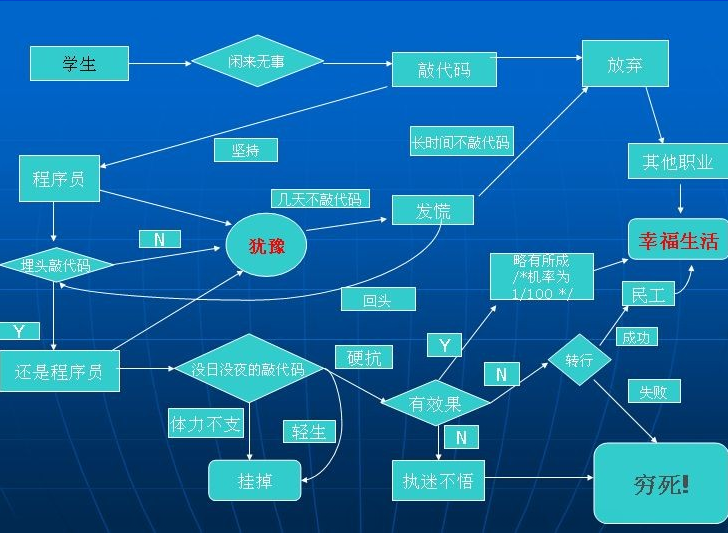 学生
闲来无事
敲代码
放弃
坚持
长时间不敲代码
其他职业
程序员
几天不敲代码
发慌
N
犹豫
幸福生活
埋头敲代码
略有所成
/*机率为
1/100 */
回头
民工
Y
成功
还是程序员
没日没夜的敲代码
硬抗
Y
N
转行
失败
有效果
体力不支
轻生
N
挂掉
执迷不悟
穷死!